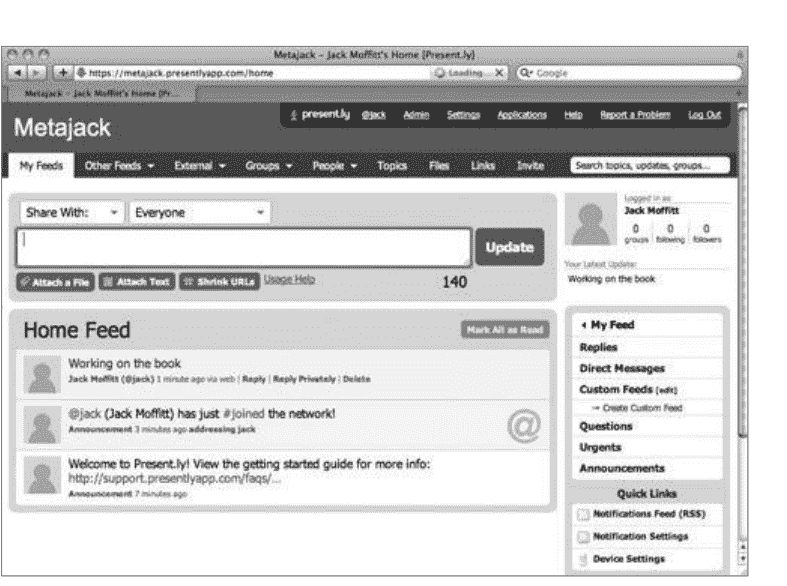 Metajack – Jack Moffitt's Home [Present.ly]
https://metajack.presentlyapp.com/home
Loading...
Google
Metajack – Jack Moffitt's Home [Pr...
Metajack
present.ly @jack Admin Settings Applications Help Report a Problem Log Out
My Feeds Other Feeds External Groups People Topics Files Links Invite
Search topics, updates, groups...
Share With: Everyone
Update
Attach a File Attach Text Shrink URLs Usage Help 140
Logged in as
Jack Moffitt
0 0 0
groups following followers
Your Latest Update:
Working on the book
Home Feed
Mark All as Read
Working on the book
Jack Moffitt (@jack) 1 minute ago via web | Reply | Reply Privately | Delete
@jack (Jack Moffitt) has just #joined the network!
Announcement 3 minutes ago addressing jack
@
Welcome to Present.ly! View the getting started guide for more info:
http://support.presentlyapp.com/faqs/...
Announcement 7 minutes ago
My Feed
Replies
Direct Messages
Custom Feeds [edit]
→ Create Custom Feed
Questions
Urgents
Announcements
Quick Links
Notifications Feed (RSS)
Notification Settings
Device Settings